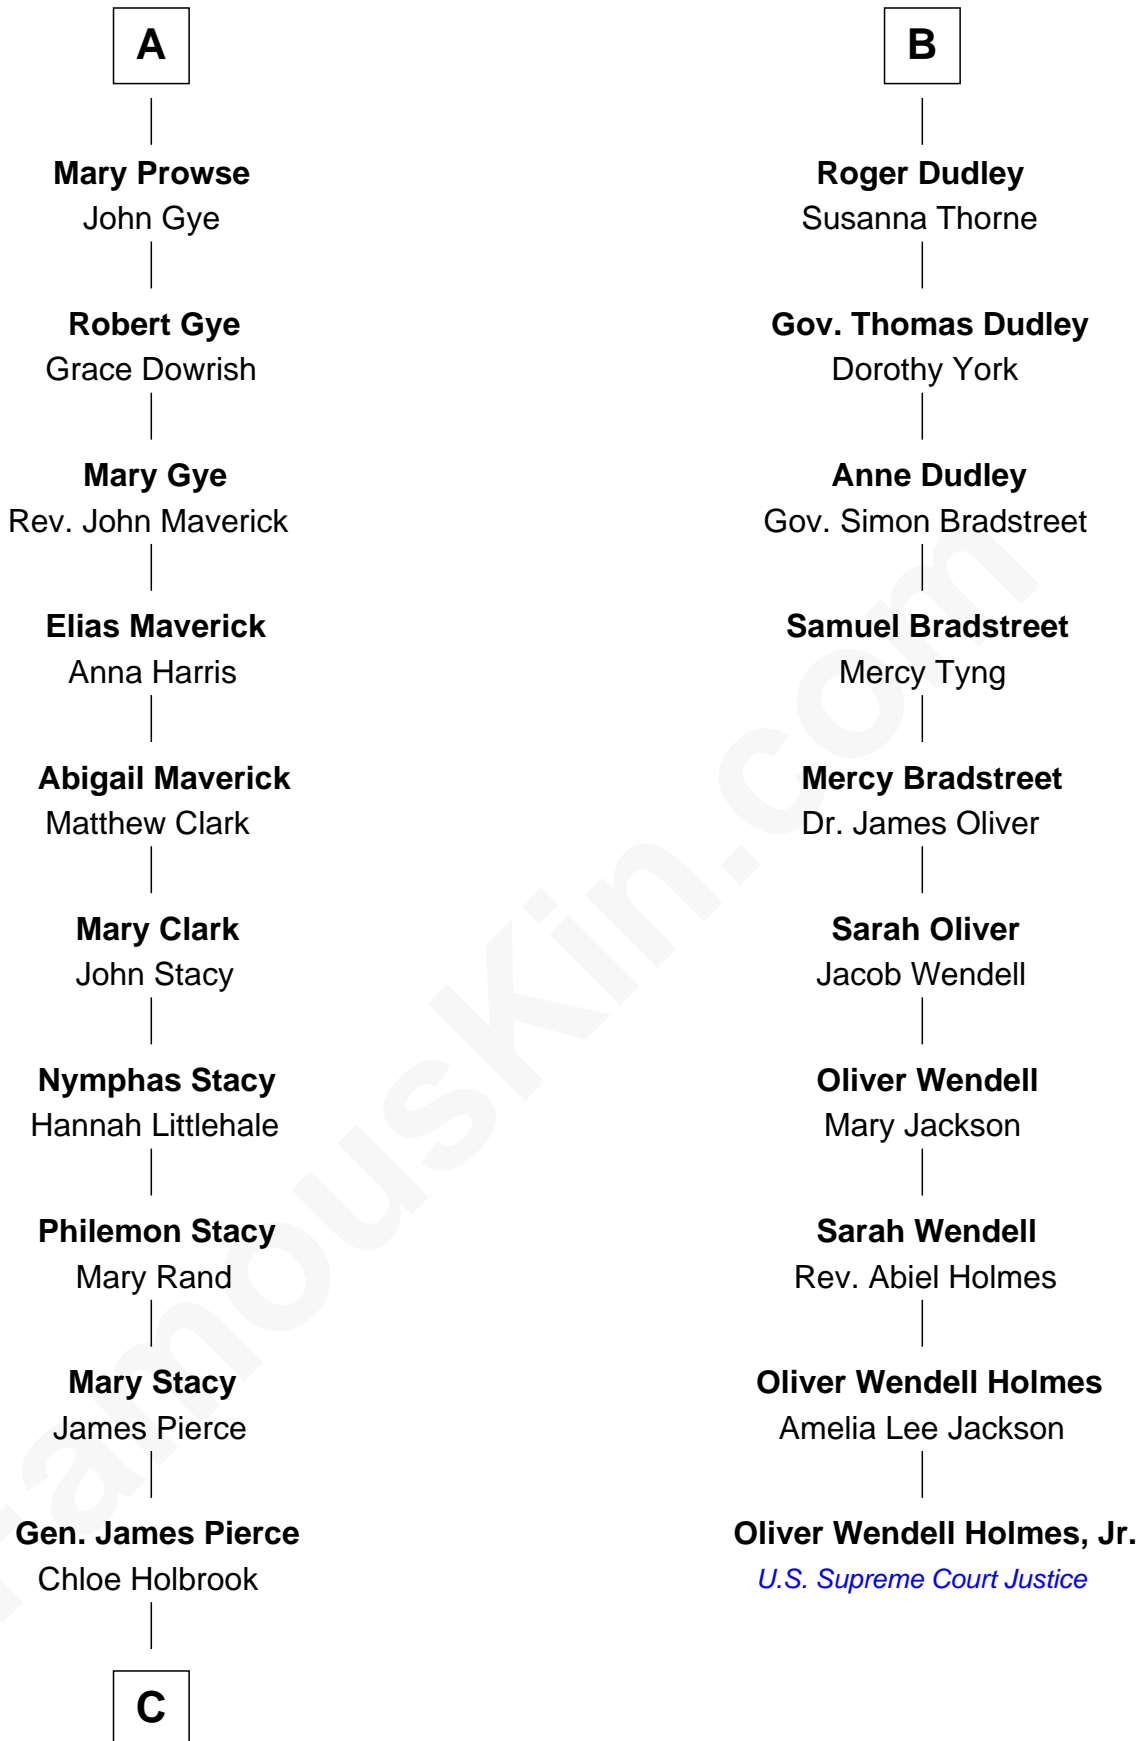 A
Mary Prowse
John Gye
Robert Gye
Grace Dowrish
Mary Gye
Rev. John Maverick
Elias Maverick
Anna Harris
Abigail Maverick
Matthew Clark
Mary Clark
John Stacy
Nymphas Stacy
Hannah Littlehale
Philemon Stacy
Mary Rand
Mary Stacy
James Pierce
Gen. James Pierce
Chloe Holbrook
C
B
Roger Dudley
Susanna Thorne
Gov. Thomas Dudley
Dorothy York
Anne Dudley
Gov. Simon Bradstreet
Samuel Bradstreet
Mercy Tyng
Mercy Bradstreet
Dr. James Oliver
Sarah Oliver
Jacob Wendell
Oliver Wendell
Mary Jackson
Sarah Wendell
Rev. Abiel Holmes
Oliver Wendell Holmes
Amelia Lee Jackson
Oliver Wendell Holmes, Jr.
U.S. Supreme Court Justice
FamousKin.com